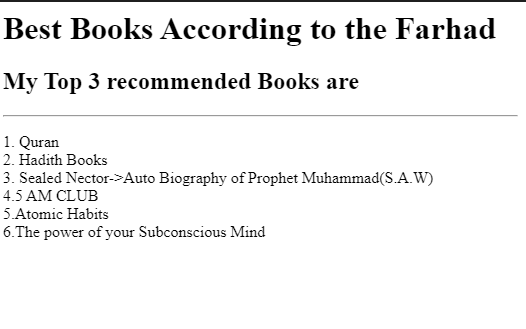 Best Books According to the Farhad
My Top 3 recommended Books are
1. Quran
2. Hadith Books
3. Sealed Nector->Auto Biography of Prophet Muhammad(S.A.W)
4.5 AM CLUB
5.Atomic Habits
6.The power of your Subconscious Mind